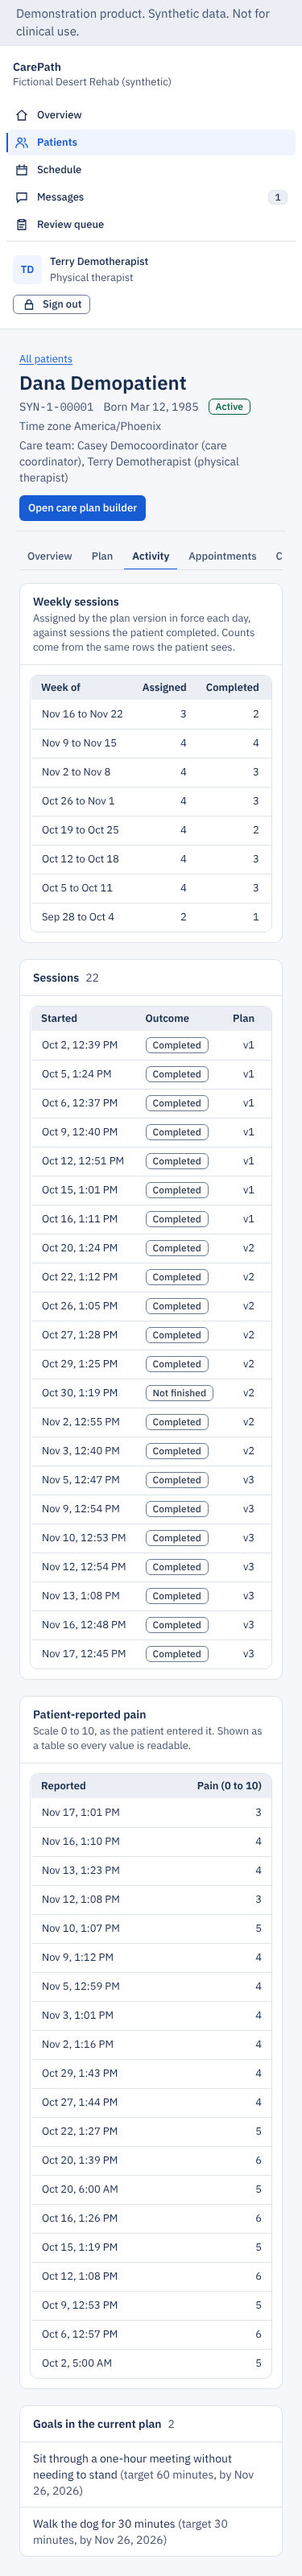 Demonstration product. Synthetic data. Not for
clinical use.
CarePath
Fictional Desert Rehab (synthetic)
Overview
Patients
Schedule
Messages 1
Review queue
TD Terry Demotherapist
Physical therapist
Sign out
All patients
Dana Demopatient
SYN-1-00001 Born Mar 12, 1985 Active
Time zone America/Phoenix
Care team: Casey Democoordinator (care
coordinator), Terry Demotherapist (physical
therapist)
Open care plan builder
Overview Plan Activity Appointments C
Weekly sessions
Assigned by the plan version in force each day,
against sessions the patient completed. Counts
come from the same rows the patient sees.
Week of Assigned Completed
Nov 16 to Nov 22 3 2
Nov 9 to Nov 15 4 4
Nov 2 to Nov 8 4 3
Oct 26 to Nov 1 4 3
Oct 19 to Oct 25 4 2
Oct 12 to Oct 18 4 3
Oct 5 to Oct 11 4 3
Sep 28 to Oct 4 2 1
Sessions 22
Started Outcome Plan
Oct 2, 12:39 PM Completed v1
Oct 5, 1:24 PM Completed v1
Oct 6, 12:37 PM Completed v1
Oct 9, 12:40 PM Completed v1
Oct 12, 12:51 PM Completed v1
Oct 15, 1:01 PM Completed v1
Oct 16, 1:11 PM Completed v1
Oct 20, 1:24 PM Completed v2
Oct 22, 1:12 PM Completed v2
Oct 26, 1:05 PM Completed v2
Oct 27, 1:28 PM Completed v2
Oct 29, 1:25 PM Completed v2
Oct 30, 1:19 PM Not finished v2
Nov 2, 12:55 PM Completed v2
Nov 3, 12:40 PM Completed v2
Nov 5, 12:47 PM Completed v3
Nov 9, 12:54 PM Completed v3
Nov 10, 12:53 PM Completed v3
Nov 12, 12:54 PM Completed v3
Nov 13, 1:08 PM Completed v3
Nov 16, 12:48 PM Completed v3
Nov 17, 12:45 PM Completed v3
Patient-reported pain
Scale 0 to 10, as the patient entered it. Shown as
a table so every value is readable.
Reported Pain (0 to 10)
Nov 17, 1:01 PM 3
Nov 16, 1:10 PM 4
Nov 13, 1:23 PM 4
Nov 12, 1:08 PM 3
Nov 10, 1:07 PM 5
Nov 9, 1:12 PM 4
Nov 5, 12:59 PM 4
Nov 3, 1:01 PM 4
Nov 2, 1:16 PM 4
Oct 29, 1:43 PM 4
Oct 27, 1:44 PM 4
Oct 22, 1:27 PM 5
Oct 20, 1:39 PM 6
Oct 20, 6:00 AM 5
Oct 16, 1:26 PM 6
Oct 15, 1:19 PM 5
Oct 12, 1:08 PM 6
Oct 9, 12:53 PM 5
Oct 6, 12:57 PM 6
Oct 2, 5:00 AM 5
Goals in the current plan 2
Sit through a one-hour meeting without
needing to stand (target 60 minutes, by Nov
26, 2026)
Walk the dog for 30 minutes (target 30
minutes, by Nov 26, 2026)